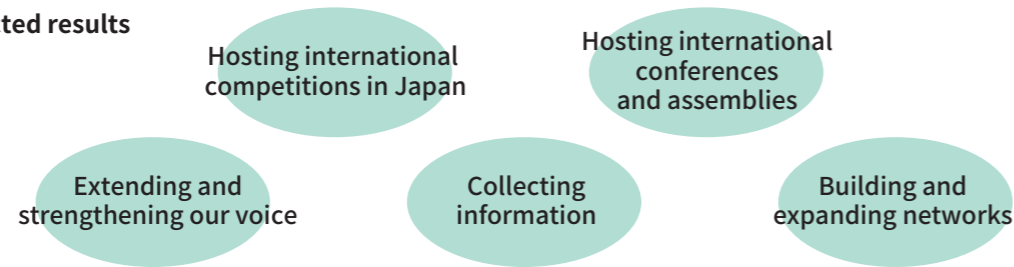 cted results
Hosting international
competitions in Japan
Hosting international
conferences
and assemblies
Extending and
strengthening our voice
Collecting
information
Building and
expanding networks